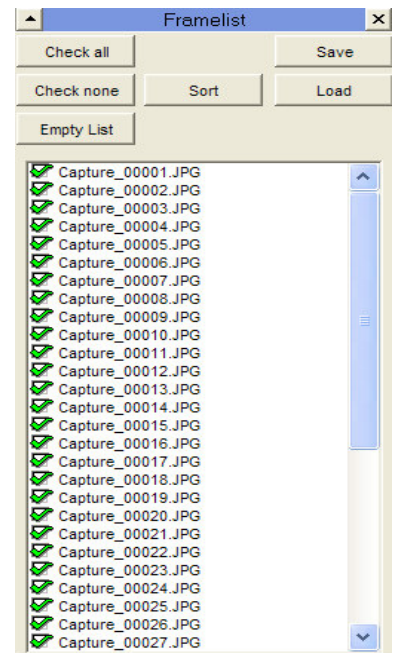 Framelist
Check all Save
Check none Sort Load
Empty List
Capture_00001.JPG
Capture_00002.JPG
Capture_00003.JPG
Capture_00004.JPG
Capture_00005.JPG
Capture_00006.JPG
Capture_00007.JPG
Capture_00008.JPG
Capture_00009.JPG
Capture_00010.JPG
Capture_00011.JPG
Capture_00012.JPG
Capture_00013.JPG
Capture_00014.JPG
Capture_00015.JPG
Capture_00016.JPG
Capture_00017.JPG
Capture_00018.JPG
Capture_00019.JPG
Capture_00020.JPG
Capture_00021.JPG
Capture_00022.JPG
Capture_00023.JPG
Capture_00024.JPG
Capture_00025.JPG
Capture_00026.JPG
Capture_00027.JPG